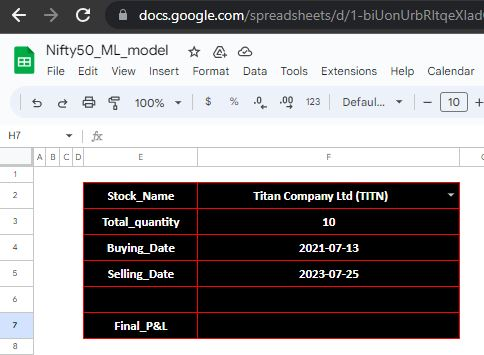 docs.google.com/spreadsheets/d/1-biUonUrbRltqeXlad
Nifty50_ML_model
File Edit View Insert Format Data Tools Extensions Help Calendar
100% $ % .0 .00 123 Defaul... − 10 +
H7 fx
A B C D E F
1
2 Stock_Name Titan Company Ltd (TITN)
3 Total_quantity 10
4 Buying_Date 2021-07-13
5 Selling_Date 2023-07-25
6
7 Final_P&L
8